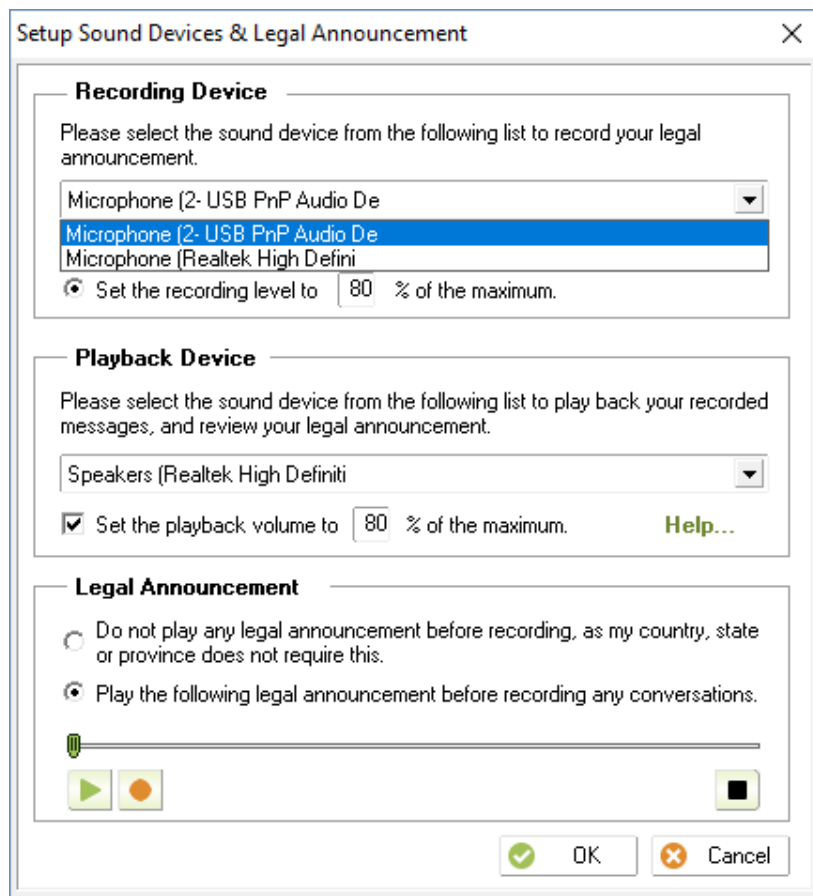 Setup Sound Devices & Legal Announcement
Recording Device
Please select the sound device from the following list to record your legal
announcement.
Microphone (2- USB PnP Audio De
Microphone (2- USB PnP Audio De
Microphone (Realtek High Defini
Set the recording level to 80 % of the maximum.
Playback Device
Please select the sound device from the following list to play back your recorded
messages, and review your legal announcement.
Speakers (Realtek High Definiti
Set the playback volume to 80 % of the maximum. Help...
Legal Announcement
Do not play any legal announcement before recording, as my country, state
or province does not require this.
Play the following legal announcement before recording any conversations.
OK Cancel